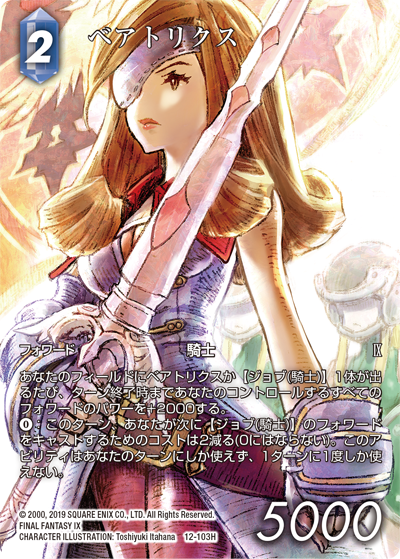 2
ベアトリクス
フォワード 騎士 IX
あなたのフィールドにベアトリクスか【ジョブ(騎士)】1体が出
るたび、ターン終了時まであなたのコントロールするすべての
フォワードのパワーを+2000する。
0:このターン、あなたが次に【ジョブ(騎士)】のフォワード
をキャストするためのコストは2減る(0にはならない)。このア
ビリティはあなたのターンにしか使えず、1ターンに1度しか使
えない。
© 2000, 2019 SQUARE ENIX CO., LTD. All Rights Reserved.
FINAL FANTASY IX
CHARACTER ILLUSTRATION: Toshiyuki Itahana 12-103H
5000